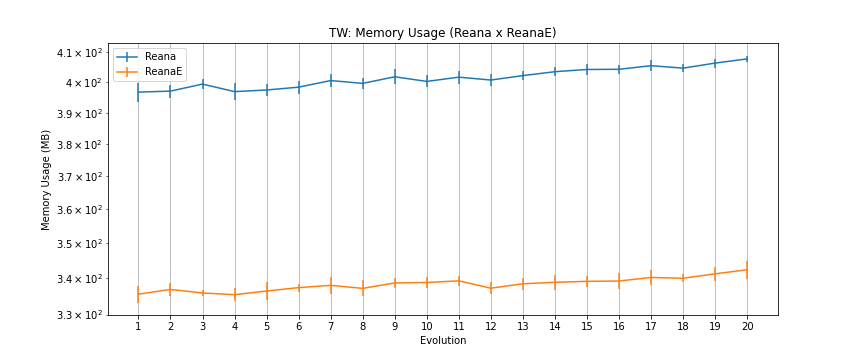 TW: Memory Usage (Reana x ReanaE)
Reana
ReanaE
Memory Usage (MB)
4.1 × 10²
4 × 10²
3.9 × 10²
3.8 × 10²
3.7 × 10²
3.6 × 10²
3.5 × 10²
3.4 × 10²
3.3 × 10²
1 2 3 4 5 6 7 8 9 10 11 12 13 14 15 16 17 18 19 20
Evolution